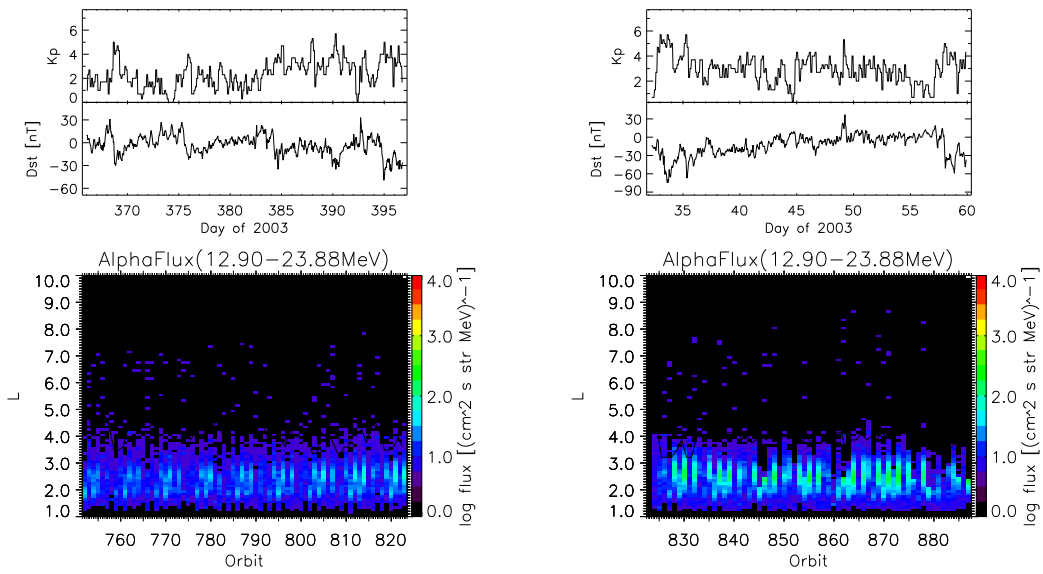 6
4
2
0
Kp
30
0
−30
−60
Dst [nT]
370 375 380 385 390 395
Day of 2003
AlphaFlux(12.90−23.88MeV)
10.0
9.0
8.0
7.0
6.0
5.0
4.0
3.0
2.0
1.0
L
760 770 780 790 800 810 820
Orbit
4.0
3.0
2.0
1.0
0.0
log flux [(cm^2 s str MeV)^−1]
6
4
2
Kp
30
0
−30
−60
−90
Dst [nT]
35 40 45 50 55 60
Day of 2003
AlphaFlux(12.90−23.88MeV)
10.0
9.0
8.0
7.0
6.0
5.0
4.0
3.0
2.0
1.0
L
830 840 850 860 870 880
Orbit
4.0
3.0
2.0
1.0
0.0
log flux [(cm^2 s str MeV)^−1]